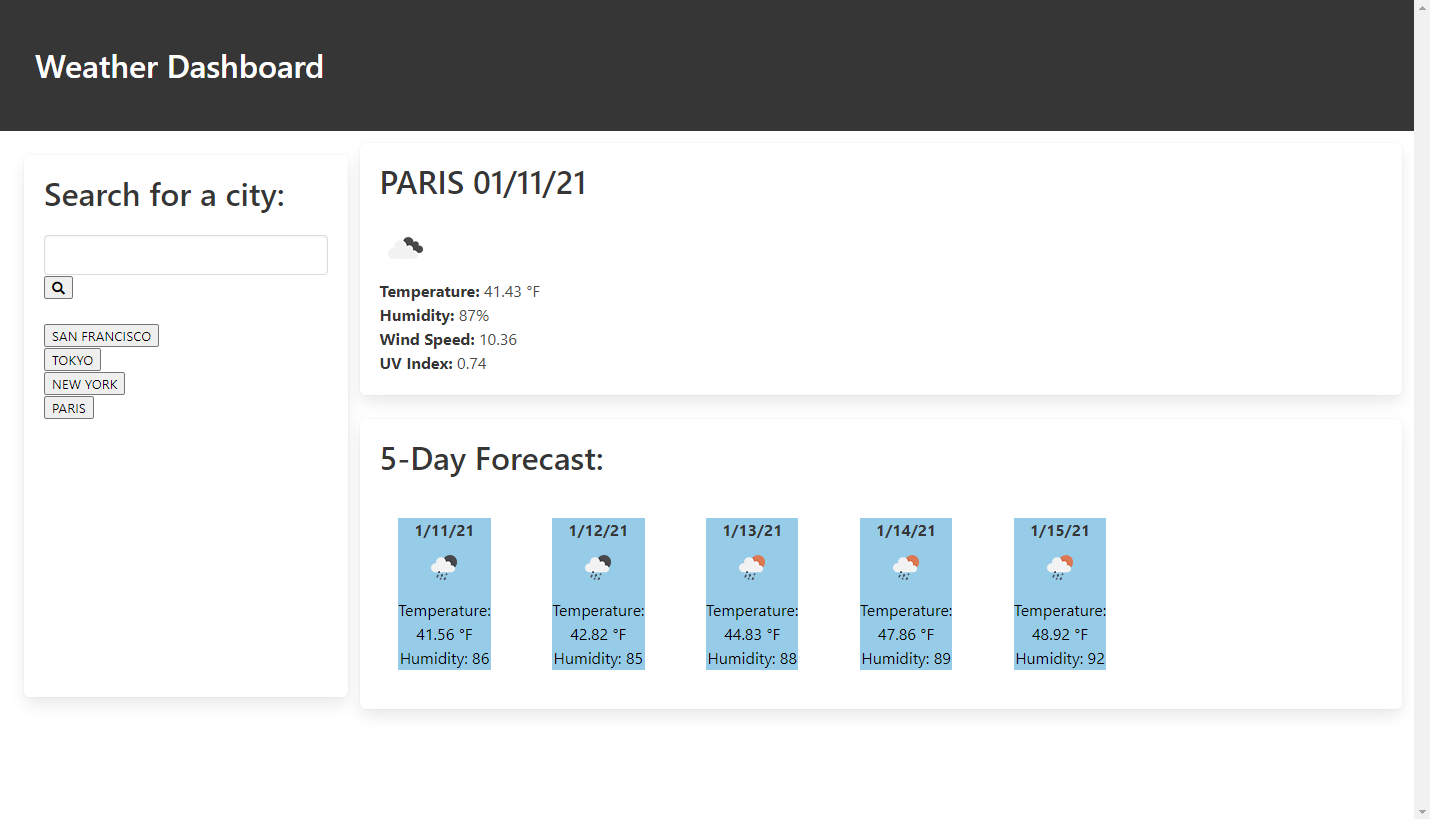 Weather Dashboard
Search for a city:
SAN FRANCISCO
TOKYO
NEW YORK
PARIS
PARIS 01/11/21
Temperature: 41.43 °F
Humidity: 87%
Wind Speed: 10.36
UV Index: 0.74
5-Day Forecast:
1/11/21
Temperature:
41.56 °F
Humidity: 86
1/12/21
Temperature:
42.82 °F
Humidity: 85
1/13/21
Temperature:
44.83 °F
Humidity: 88
1/14/21
Temperature:
47.86 °F
Humidity: 89
1/15/21
Temperature:
48.92 °F
Humidity: 92